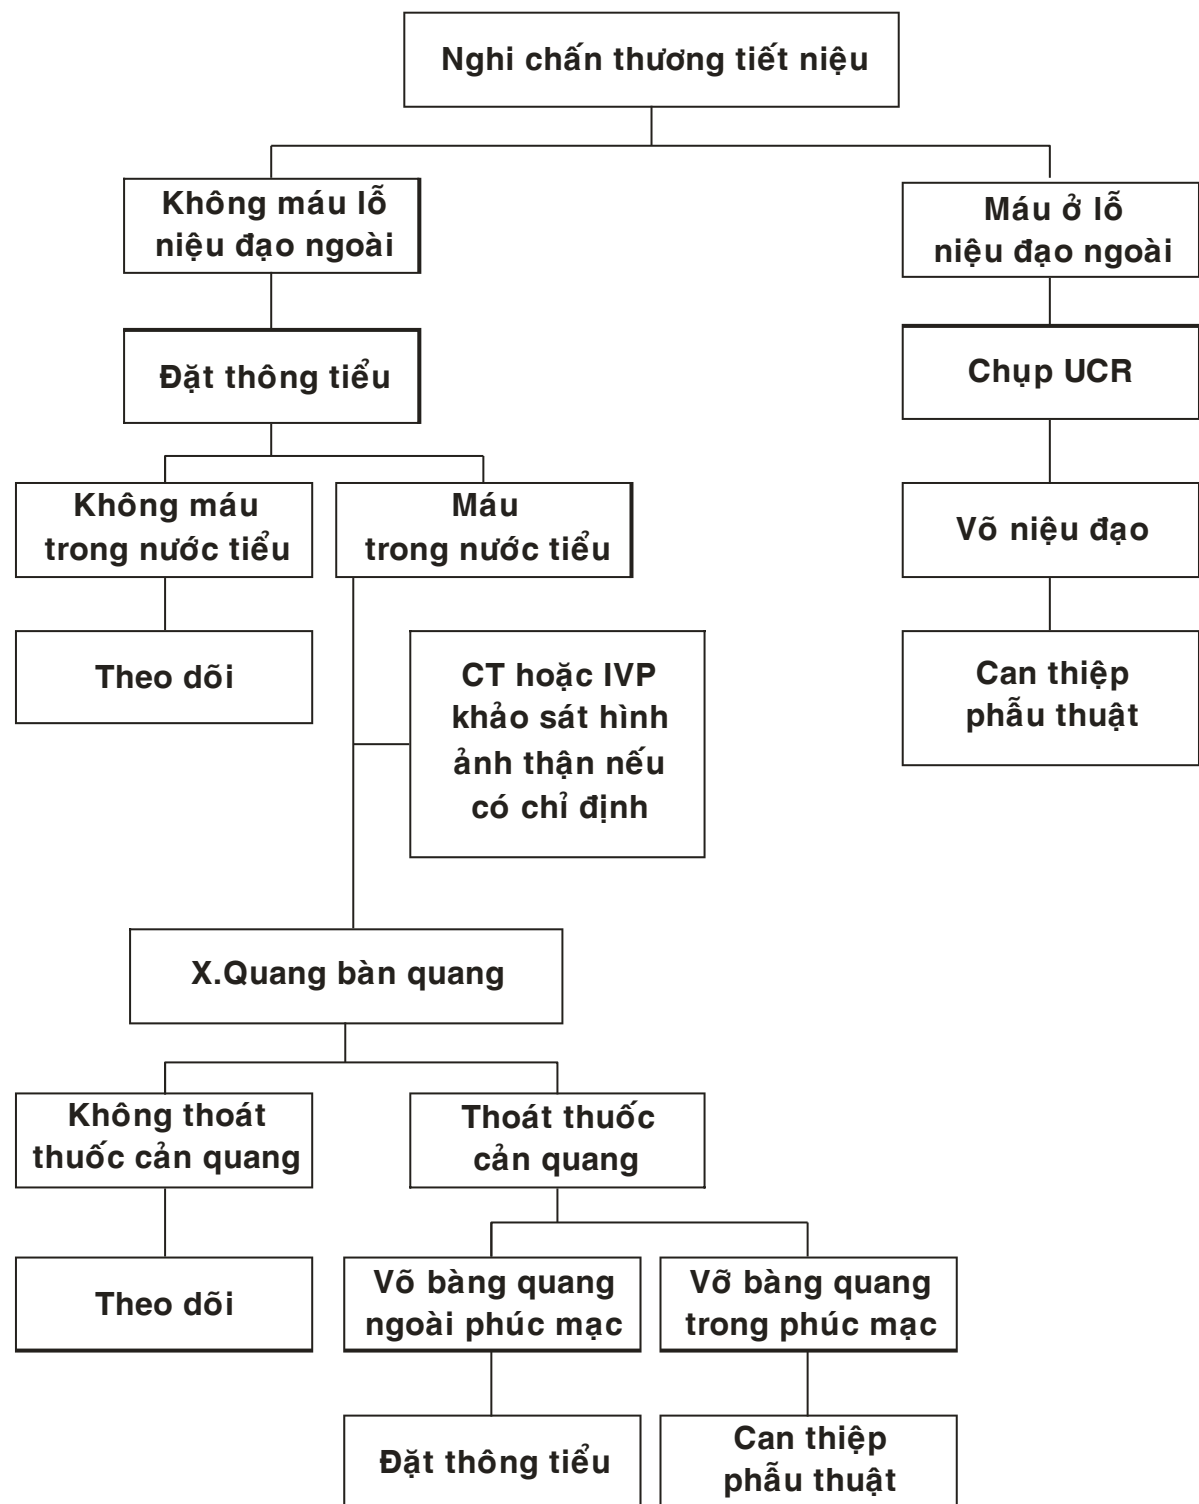 Nghi chấn thương tiết niệu
Không máu lỗ
niệu đạo ngoài
Máu ở lỗ
niệu đạo ngoài
Đặt thông tiểu
Chụp UCR
Không máu
trong nước tiểu
Máu
trong nước tiểu
Võ niệu đạo
Theo dõi
CT hoặc IVP
khảo sát hình
ảnh thận nếu
có chỉ định
Can thiệp
phẫu thuật
X.Quang bàn quang
Không thoát
thuốc cản quang
Thoát thuốc
cản quang
Theo dõi
Võ bàng quang
ngoài phúc mạc
Vỡ bàng quang
trong phúc mạc
Đặt thông tiểu
Can thiệp
phẫu thuật